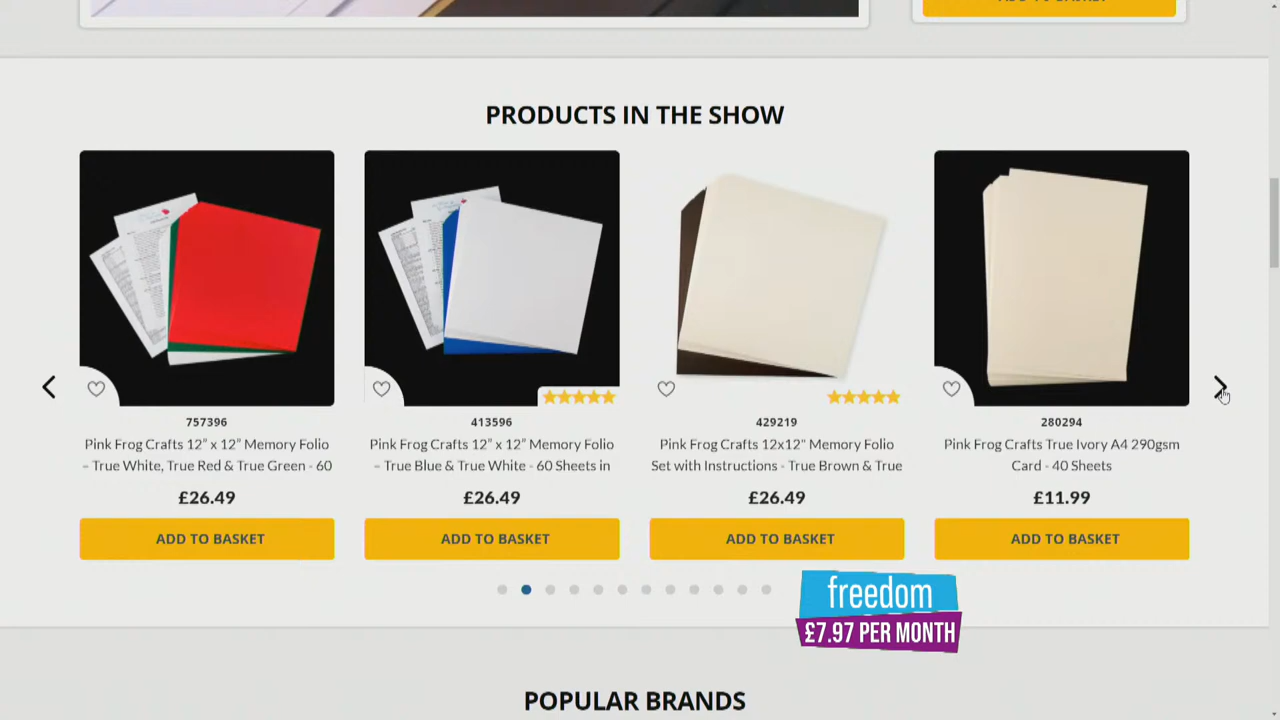 ADD TO BASKET
PRODUCTS IN THE SHOW
757396
Pink Frog Crafts 12” x 12” Memory Folio
– True White, True Red & True Green - 60
£26.49
ADD TO BASKET
413596
Pink Frog Crafts 12” x 12” Memory Folio
– True Blue & True White - 60 Sheets in
£26.49
ADD TO BASKET
429219
Pink Frog Crafts 12x12" Memory Folio
Set with Instructions - True Brown & True
£26.49
ADD TO BASKET
280294
Pink Frog Crafts True Ivory A4 290gsm
Card - 40 Sheets
£11.99
ADD TO BASKET
freedom
£7.97 PER MONTH
POPULAR BRANDS